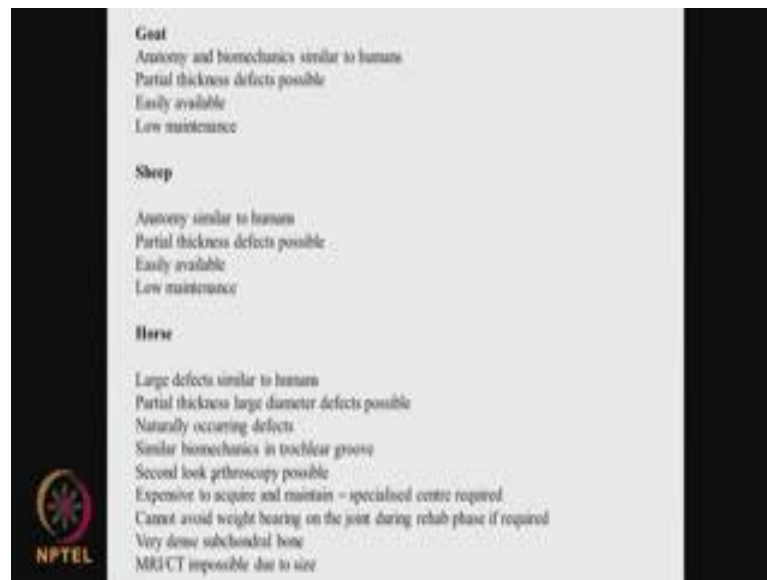 Goat
Anatomy and biomechanics similar to humans
Partial thickness defects possible
Easily available
Low maintenance
Sheep
Anatomy similar to humans
Partial thickness defects possible
Easily available
Low maintenance
Horse
Large defects similar to humans
Partial thickness large diameter defects possible
Naturally occurring defects
Similar biomechanics in trochlear groove
Second look arthroscopy possible
Expensive to acquire and maintain – specialised centre required
Cannot avoid weight bearing on the joint during rehab phase if required
Very dense subchondral bone
MRI/CT impossible due to size
NPTEL